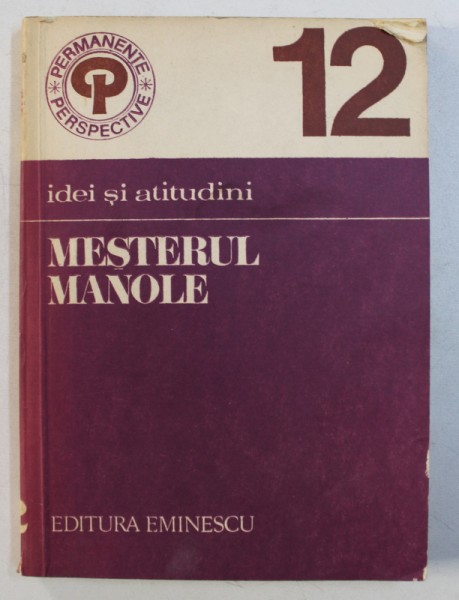 PERMANENTE
PERSPECTIVE
12
idei și atitudini
MEȘTERUL
MANOLE
EDITURA EMINESCU